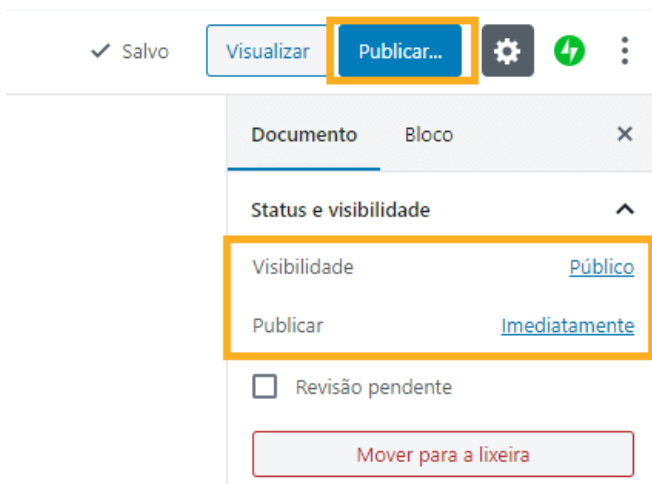 Salvo
Visualizar
Publicar...
Documento
Bloco
Status e visibilidade
Visibilidade
Público
Publicar
Imediatamente
Revisão pendente
Mover para a lixeira